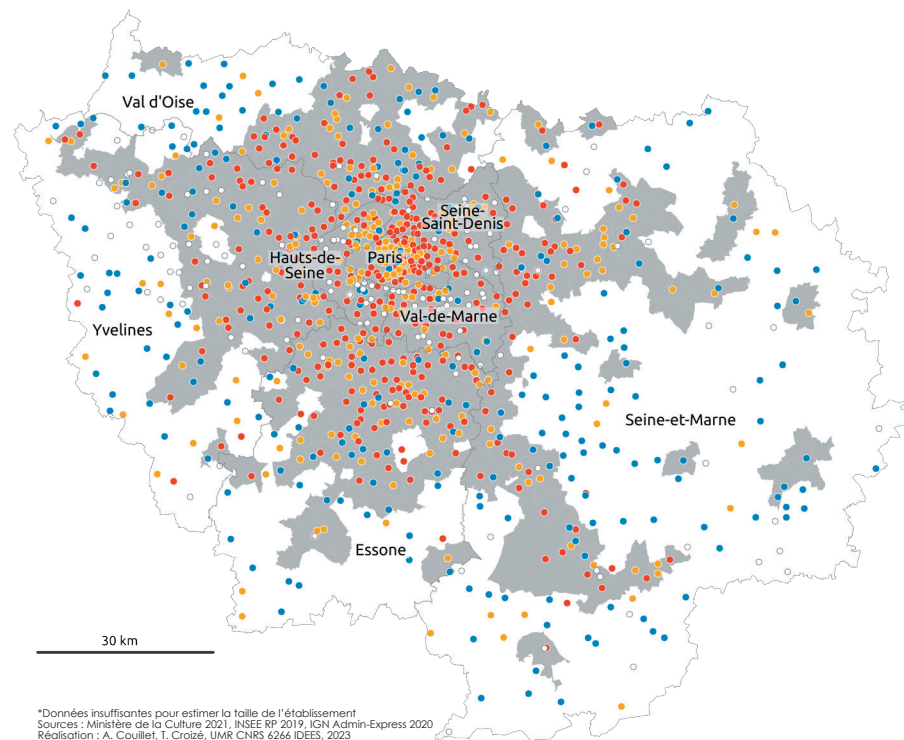 Val d'Oise
Seine-
Saint-Denis
Hauts-de-
Seine
Paris
Val-de-Marne
Yvelines
Seine-et-Marne
Essone
30 km
*Données insuffisantes pour estimer la taille de l'établissement
Sources : Ministère de la Culture 2021, INSEE RP 2019, IGN Admin-Express 2020
Réalisation : A. Couillet, T. Croizé, UMR CNRS 6266 IDEES, 2023